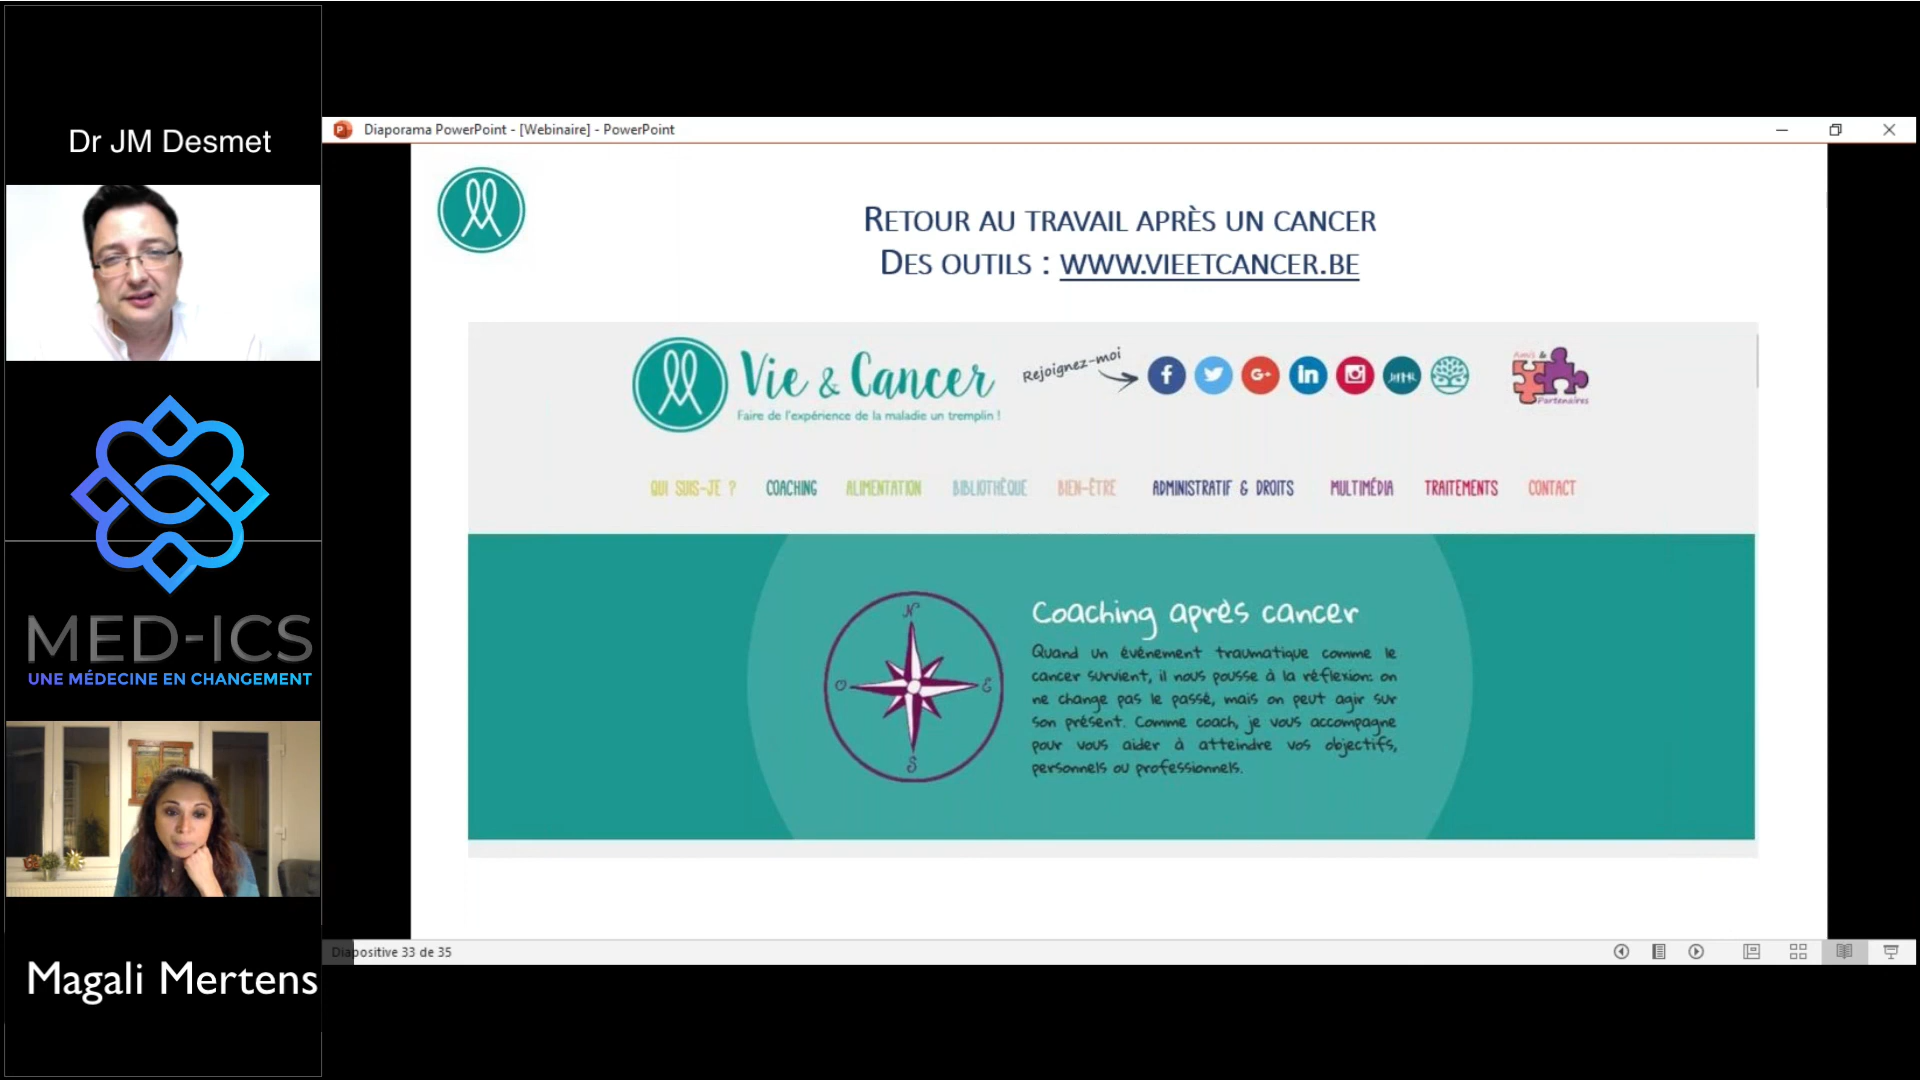 Dr JM Desmet
MED-ICS
UNE MÉDECINE EN CHANGEMENT
Magali Mertens
Diaporama PowerPoint - [Webinaire] - PowerPoint
RETOUR AU TRAVAIL APRÈS UN CANCER
DES OUTILS : WWW.VIEETCANCER.BE
Vie & Cancer
Faire de l'expérience de la maladie un tremplin !
Rejoignez-moi
Amis &
Partenaires
QUI SUIS-JE ? COACHING ALIMENTATION BIBLIOTHÈQUE BIEN-ÊTRE ADMINISTRATIF & DROITS MULTIMÉDIA TRAITEMENTS CONTACT
N
O E
S
Coaching après cancer
Quand un événement traumatique comme le
cancer survient, il nous pousse à la réflexion: on
ne change pas le passé, mais on peut agir sur
son présent. Comme coach, je vous accompagne
pour vous aider à atteindre vos objectifs,
personnels ou professionnels.
Diapositive 33 de 35